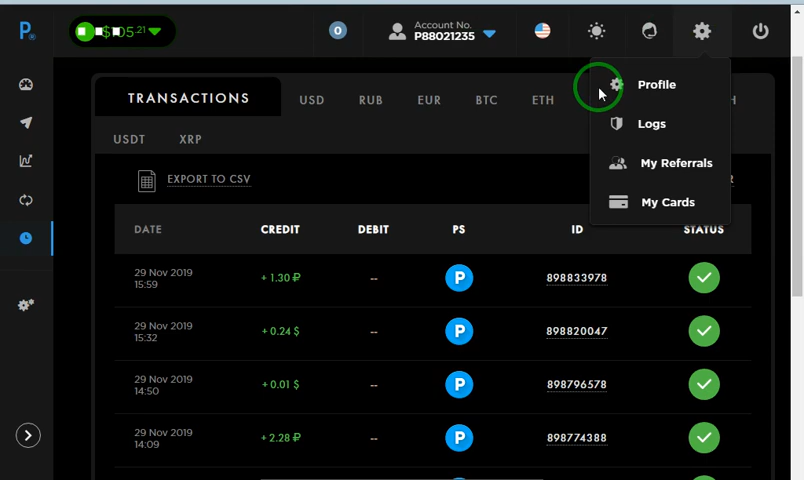 P
$ 105.21
0
Account No.
P88021235
TRANSACTIONS
USD
RUB
EUR
BTC
ETH
H
USDT
XRP
Profile
Logs
My Referrals
My Cards
EXPORT TO CSV
R
DATE
CREDIT
DEBIT
PS
ID
STATUS
29 Nov 2019
15:59
+ 1.30 ₽
--
P
898833978
29 Nov 2019
15:32
+ 0.24 $
--
P
898820047
29 Nov 2019
14:50
+ 0.01 $
--
P
898796578
29 Nov 2019
14:09
+ 2.28 ₽
--
P
898774388